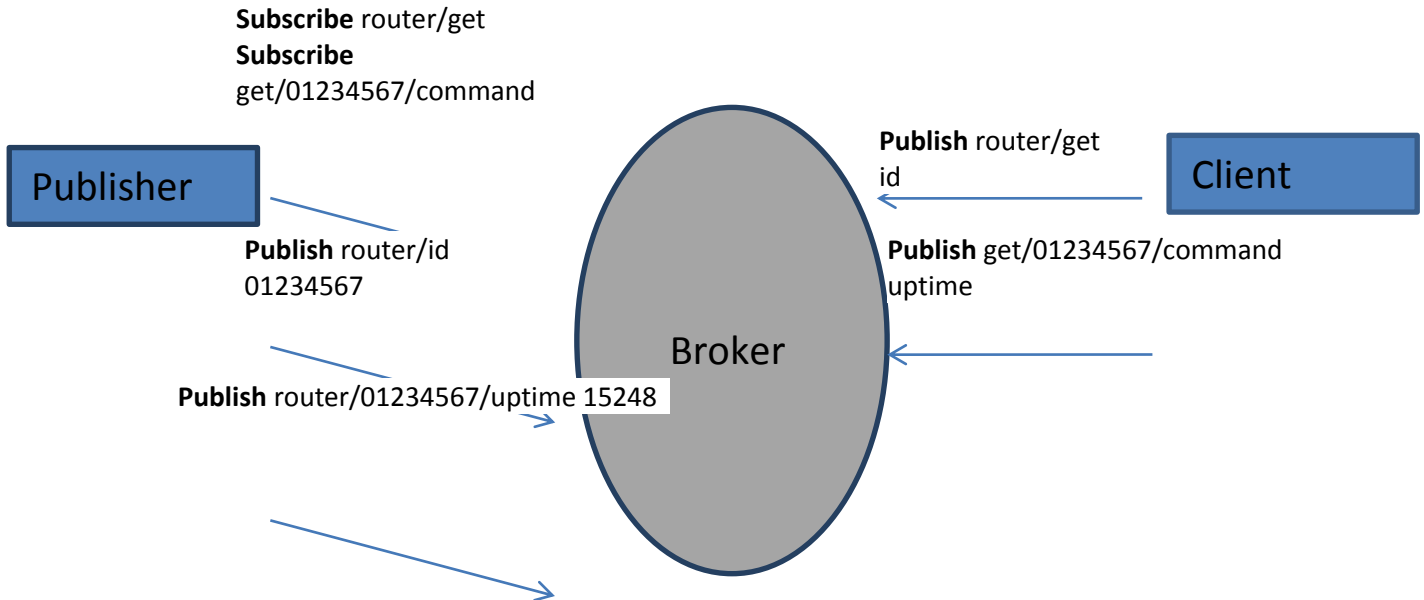 Subscribe router/get
Subscribe
get/01234567/command
Publisher
Publish router/id
01234567
Publish router/01234567/uptime 15248
Broker
Publish router/get
id
Client
Publish get/01234567/command
uptime